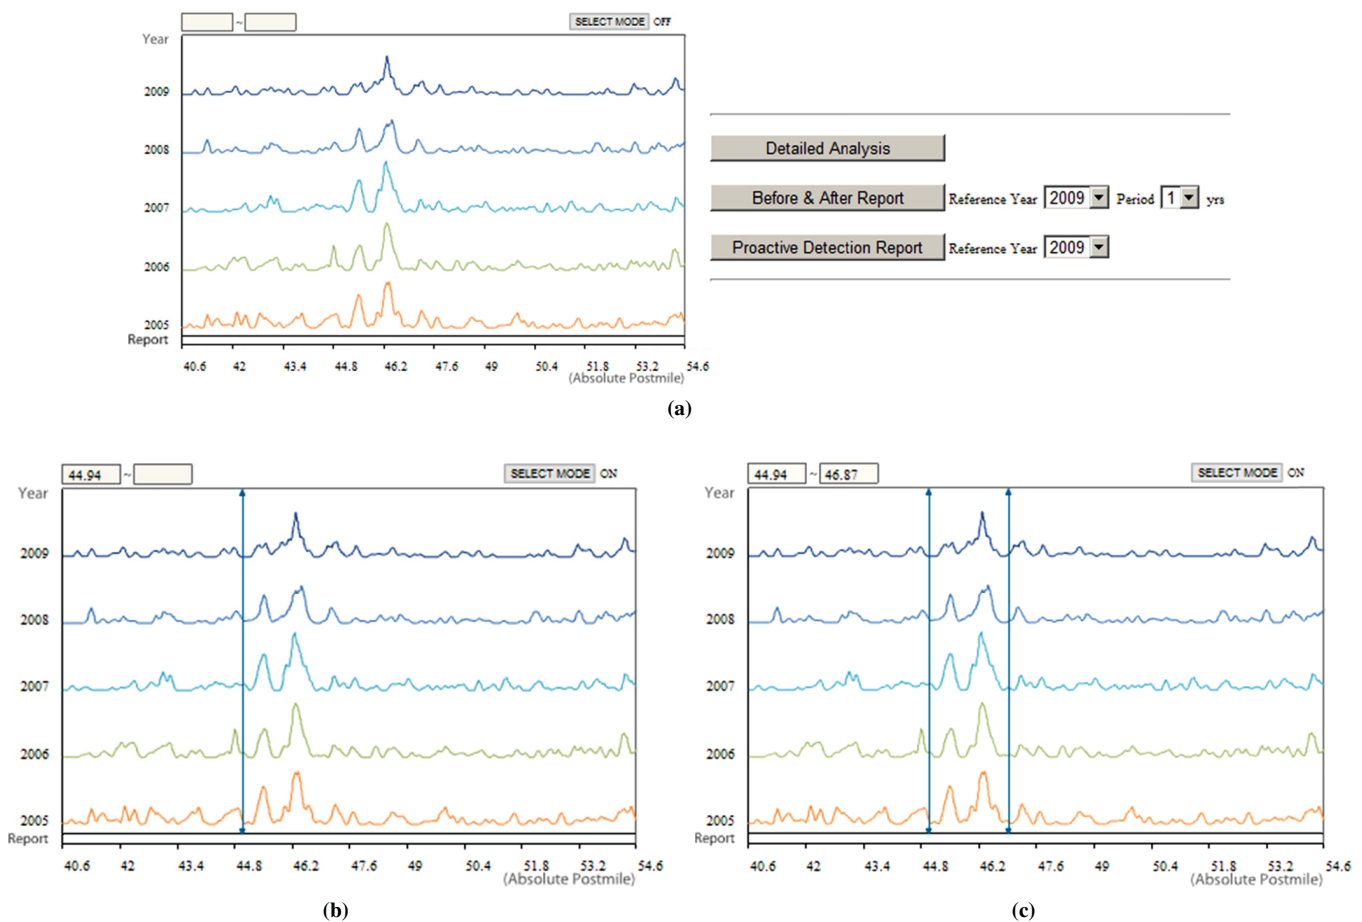 ~ SELECT MODE OFF
Year
2009
2008
2007
2006
2005
Report
40.6 42 43.4 44.8 46.2 47.6 49 50.4 51.8 53.2 54.6
(Absolute Postmile)
Detailed Analysis
Before & After Report Reference Year 2009 Period 1 yrs
Proactive Detection Report Reference Year 2009
(a)
44.94 ~ SELECT MODE ON
Year
2009
2008
2007
2006
2005
Report
40.6 42 43.4 44.8 46.2 47.6 49 50.4 51.8 53.2 54.6
(Absolute Postmile)
(b)
44.94 ~ 46.87 SELECT MODE ON
Year
2009
2008
2007
2006
2005
Report
40.6 42 43.4 44.8 46.2 47.6 49 50.4 51.8 53.2 54.6
(Absolute Postmile)
(c)